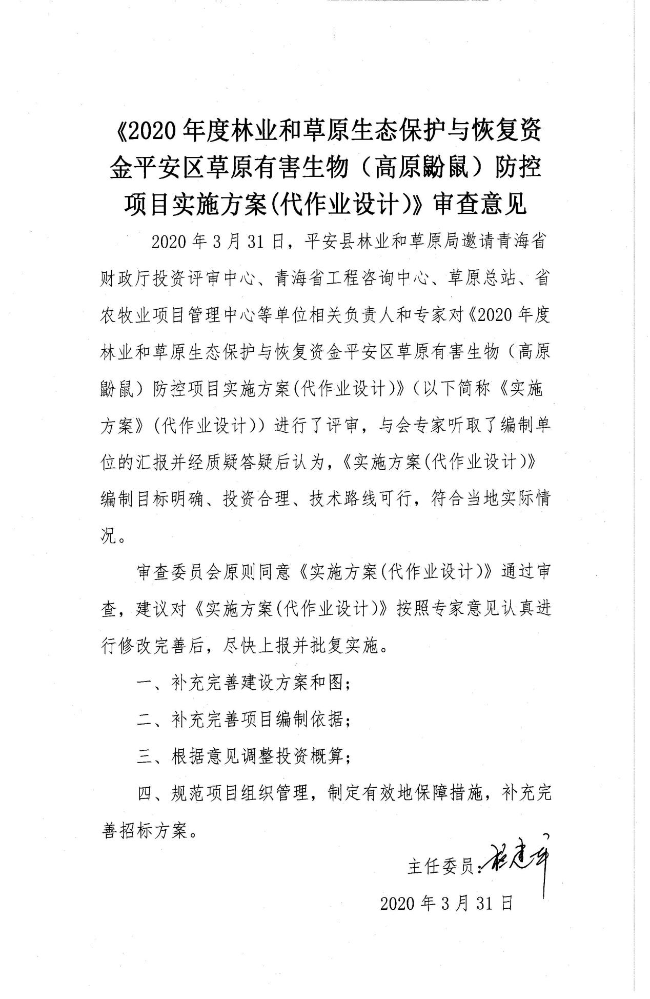 《2020年度林业和草原生态保护与恢复资
金平安区草原有害生物（高原鼢鼠）防控
项目实施方案(代作业设计)》审查意见
2020年3月31日，平安县林业和草原局邀请青海省
财政厅投资评审中心、青海省工程咨询中心、草原总站、省
农牧业项目管理中心等单位相关负责人和专家对《2020年度
林业和草原生态保护与恢复资金平安区草原有害生物（高原
鼢鼠）防控项目实施方案(代作业设计)》（以下简称《实施
方案》(代作业设计)）进行了评审，与会专家听取了编制单
位的汇报并经质疑答疑后认为，《实施方案(代作业设计)》
编制目标明确、投资合理、技术路线可行，符合当地实际情
况。
审查委员会原则同意《实施方案(代作业设计)》通过审
查，建议对《实施方案(代作业设计)》按照专家意见认真进
行修改完善后，尽快上报并批复实施。
一、补充完善建设方案和图；
二、补充完善项目编制依据；
三、根据意见调整投资概算；
四、规范项目组织管理，制定有效地保障措施，补充完
善招标方案。
主任委员：
2020年3月31日